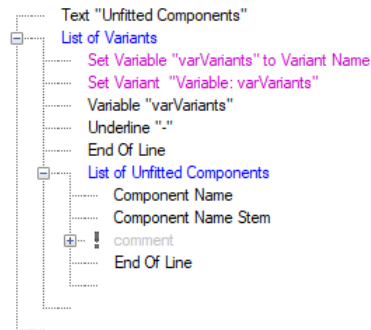 Text "Unfitted Components"
List of Variants
Set Variable "varVariants" to Variant Name
Set Variant "Variable: varVariants"
Variable "varVariants"
Underline "-"
End Of Line
List of Unfitted Components
Component Name
Component Name Stem
! comment
End Of Line